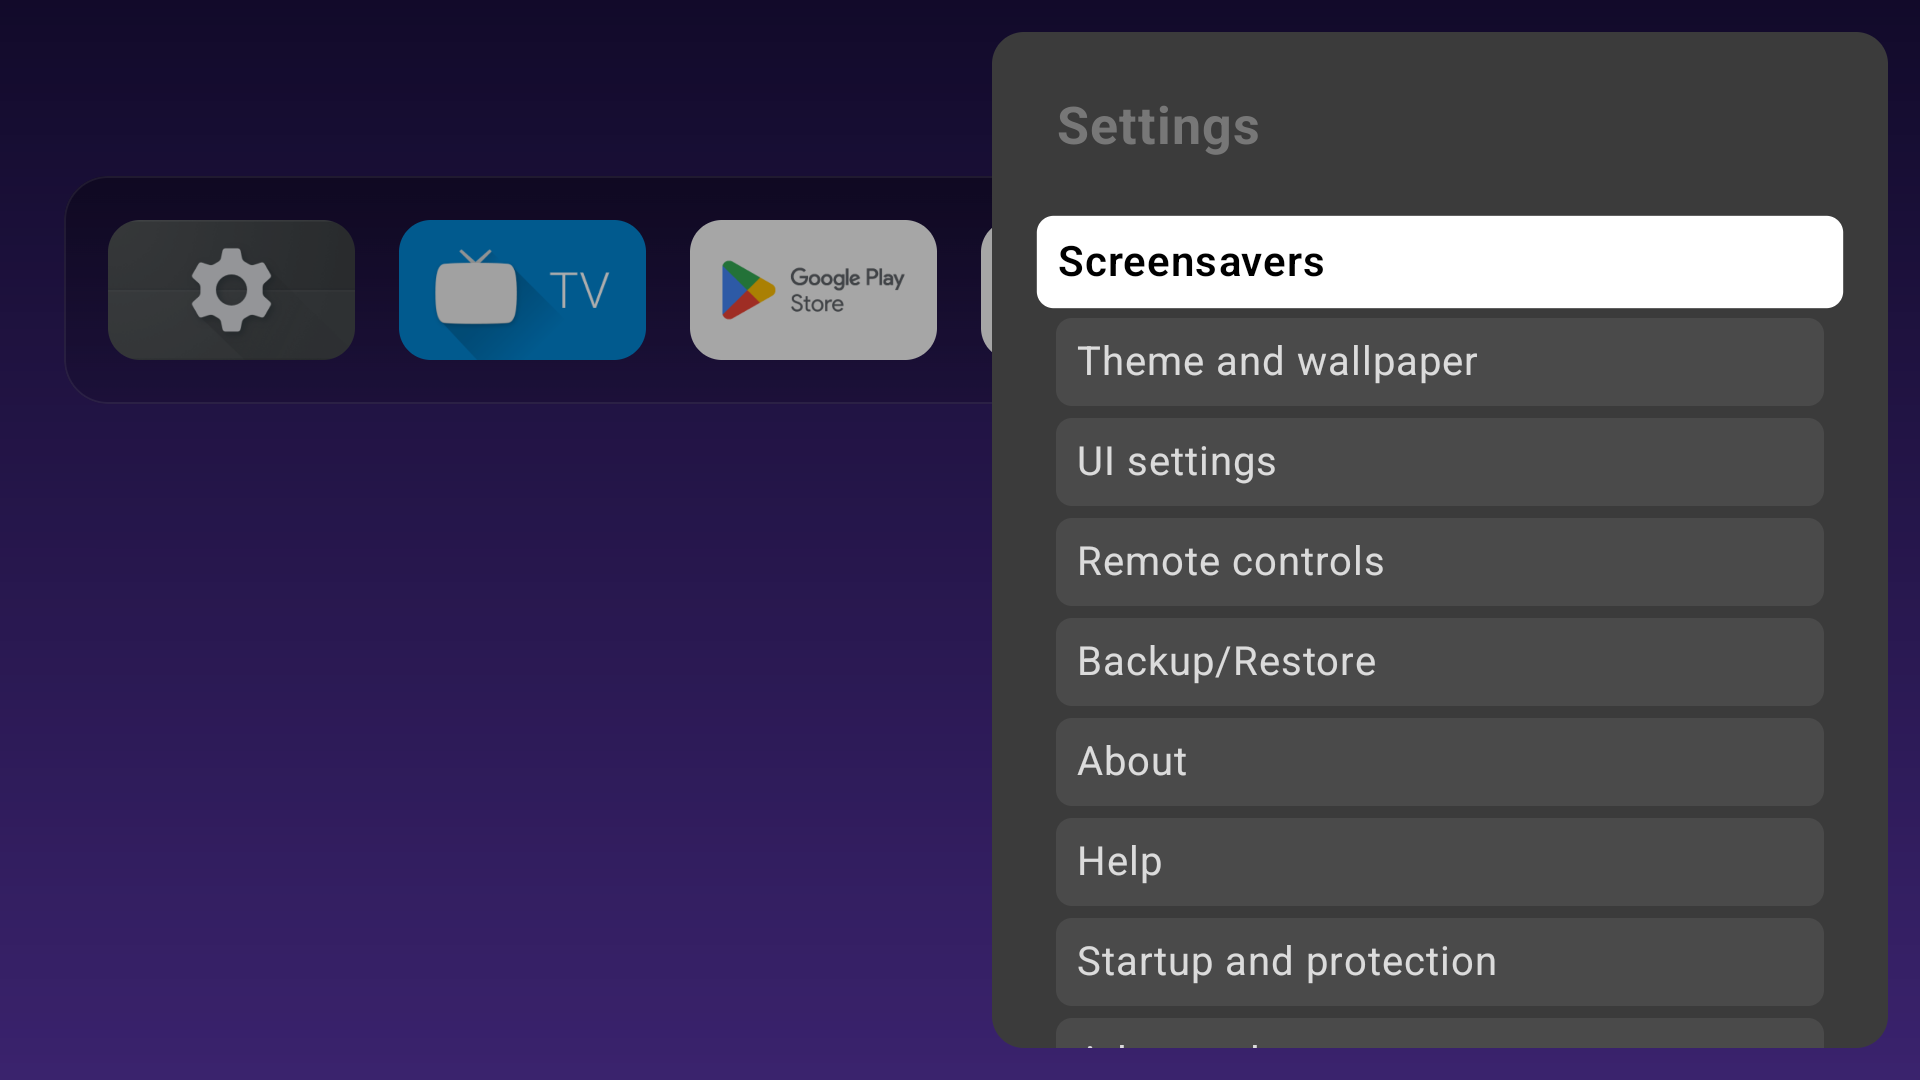 Settings
TV
Google Play
Store
Screensavers
Theme and wallpaper
UI settings
Remote controls
Backup/Restore
About
Help
Startup and protection